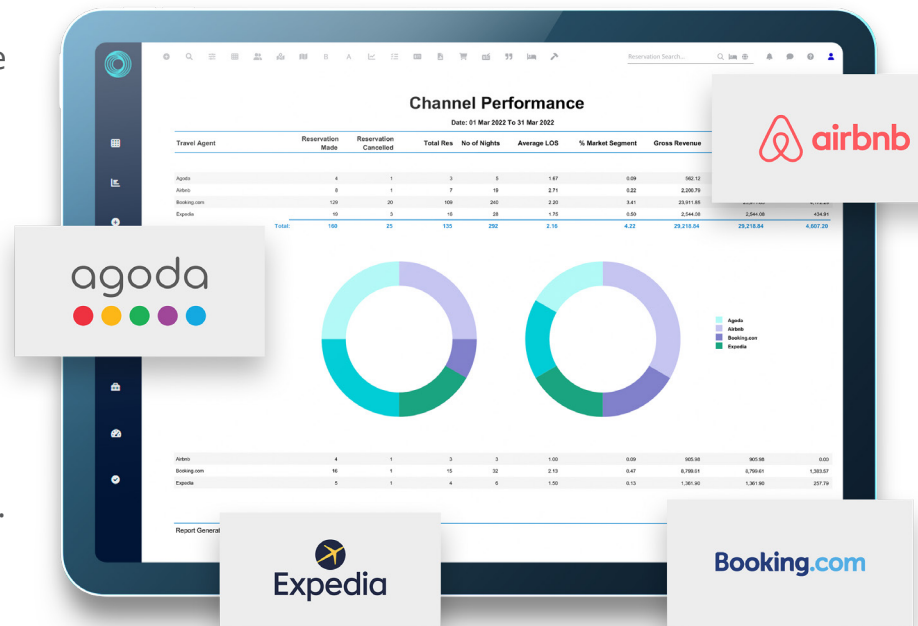 Reservation Search...
Channel Performance
Date: 01 Mar 2022 To 31 Mar 2022
Travel Agent Reservation Made Reservation Cancelled Total Res No of Nights Average LOS % Market Segment Gross Revenue
Agoda 4 1 3 5 1.67 0.09 562.12
Airbnb 8 1 7 19 2.71 0.22 2,200.79
Booking.com 129 20 109 240 2.20 3.41 23,911.85
Expedia 19 3 16 28 1.75 0.50 2,544.08 2,544.08 434.91
Total: 160 25 135 292 2.16 4.23 29,218.84 29,218.84 4,607.20
airbnb
agoda
Agoda
Airbnb
Booking.com
Expedia
Airbnb 4 1 3 3 1.00 0.09 905.98 905.98 0.00
Booking.com 16 1 15 32 2.13 0.47 8,799.61 8,799.61 1,383.57
Expedia 5 1 4 6 1.50 0.13 1,361.90 1,361.90 257.79
Report Generat
Expedia
Booking.com